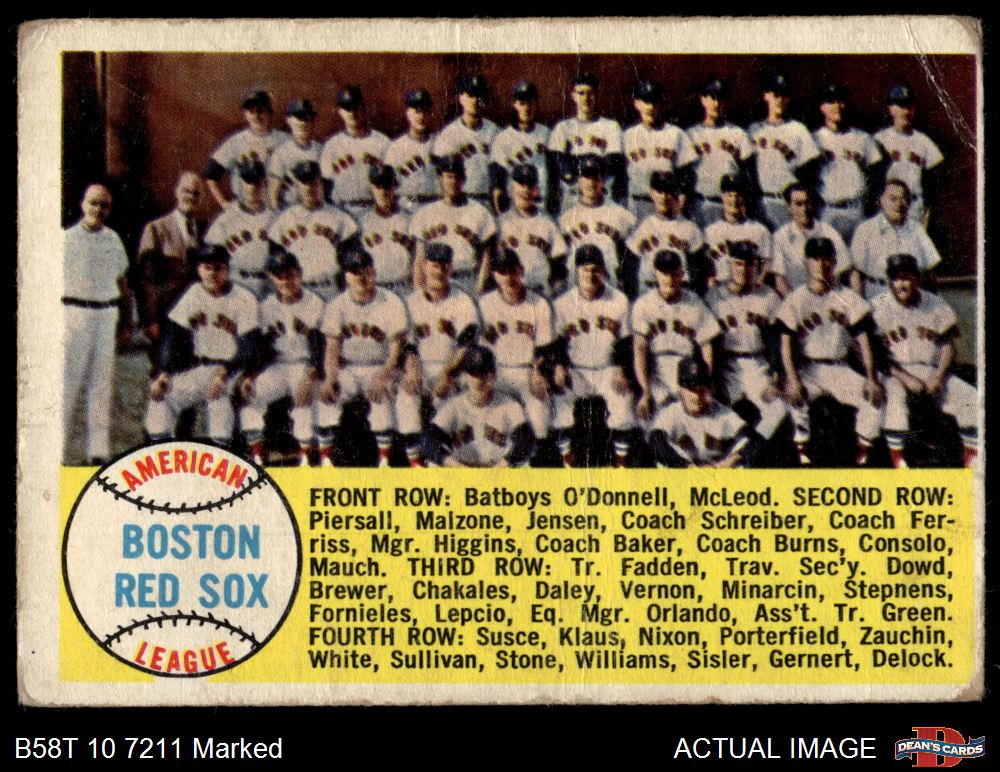 AMERICAN
BOSTON
RED SOX
LEAGUE
FRONT ROW: Batboys O'Donnell, McLeod. SECOND ROW:
Piersall, Malzone, Jensen, Coach Schreiber, Coach Fer-
riss, Mgr. Higgins, Coach Baker, Coach Burns, Consolo,
Mauch. THIRD ROW: Tr. Fadden, Trav. Sec'y. Dowd,
Brewer, Chakales, Daley, Vernon, Minarcin, Stepnens,
Fornieles, Lepcio, Eq. Mgr. Orlando, Ass't. Tr. Green.
FOURTH ROW: Susce, Klaus, Nixon, Porterfield, Zauchin,
White, Sullivan, Stone, Williams, Sisler, Gernert, Delock.
B58T 10 7211 Marked
ACTUAL IMAGE
DEAN'S CARDS